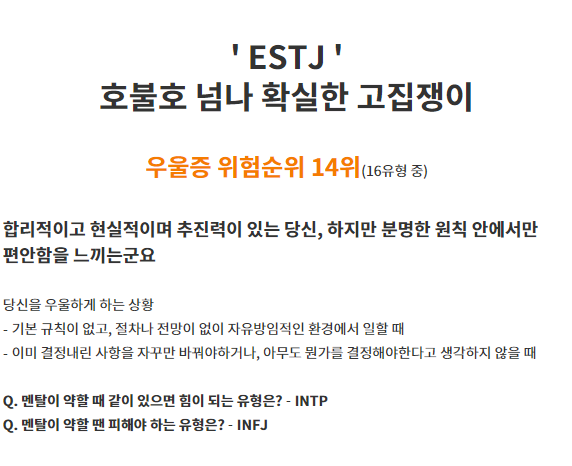 ' ESTJ '
호불호 넘나 확실한 고집쟁이
우울증 위험순위 14위(16유형 중)
합리적이고 현실적이며 추진력이 있는 당신, 하지만 분명한 원칙 안에서만
편안함을 느끼는군요
당신을 우울하게 하는 상황
- 기본 규칙이 없고, 절차나 전망이 없이 자유방임적인 환경에서 일할 때
- 이미 결정내린 사항을 자꾸만 바꿔야하거나, 아무도 뭔가를 결정해야한다고 생각하지 않을 때
Q. 멘탈이 약할 때 같이 있으면 힘이 되는 유형은? - INTP
Q. 멘탈이 약할 땐 피해야 하는 유형은? - INFJ